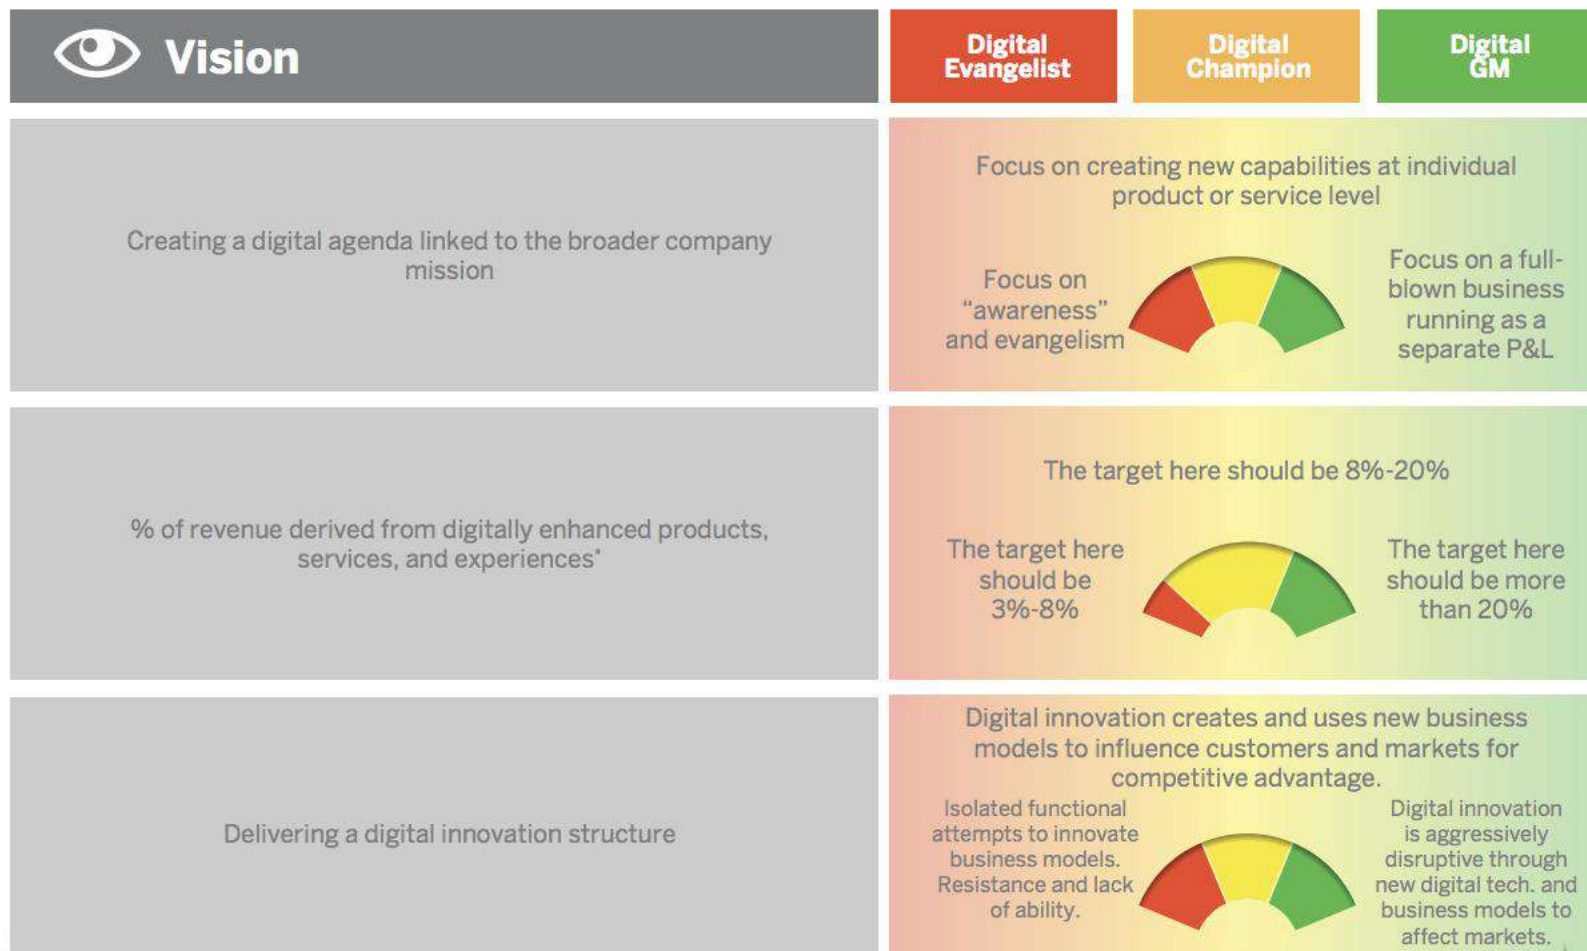 Vision
Digital
Evangelist
Digital
Champion
Digital
GM
Creating a digital agenda linked to the broader company
mission
Focus on creating new capabilities at individual
product or service level
Focus on
“awareness”
and evangelism
Focus on a full-
blown business
running as a
separate P&L
% of revenue derived from digitally enhanced products,
services, and experiences*
The target here should be 8%-20%
The target here
should be
3%-8%
The target here
should be more
than 20%
Delivering a digital innovation structure
Digital innovation creates and uses new business
models to influence customers and markets for
competitive advantage.
Isolated functional
attempts to innovate
business models.
Resistance and lack
of ability.
Digital innovation
is aggressively
disruptive through
new digital tech. and
business models to
affect markets.